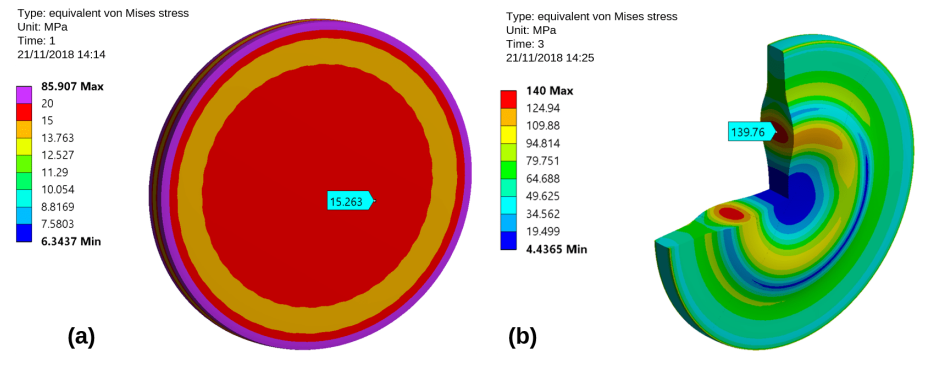 Type: equivalent von Mises stress
Unit: MPa
Time: 1
21/11/2018 14:14
85.907 Max
20
15
13.763
12.527
11.29
10.054
8.8169
7.5803
6.3437 Min
15.263
(a)
Type: equivalent von Mises stress
Unit: MPa
Time: 3
21/11/2018 14:25
140 Max
124.94
109.88
94.814
79.751
64.688
49.625
34.562
19.499
4.4365 Min
139.76
(b)